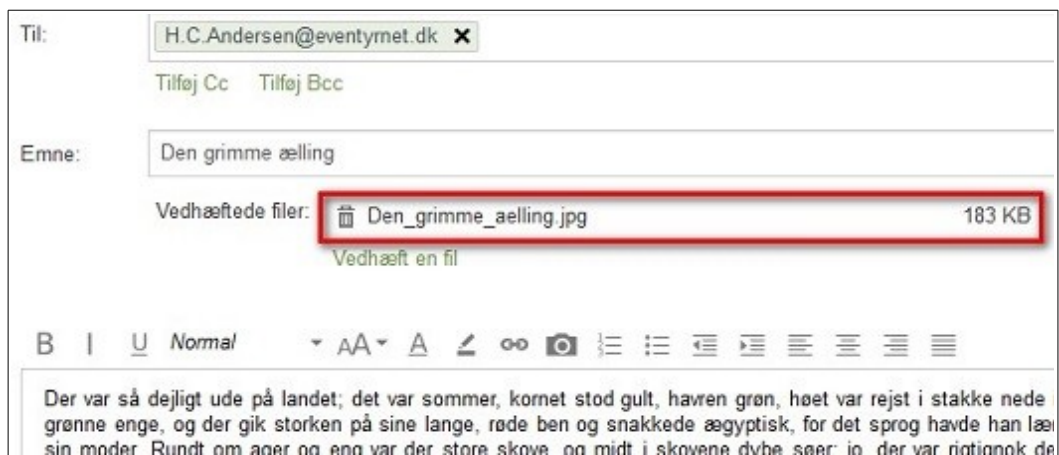 Til: H.C.Andersen@eventyrnet.dk
Tilføj Cc Tilføj Bcc
Emne: Den grimme ælling
Vedhæftede filer: Den_grimme_aelling.jpg 183 KB
Vedhæft en fil
B I U Normal AA A
Der var så dejligt ude på landet; det var sommer, kornet stod gult, havren grøn, høet var rejst i stakke nede
grønne enge, og der gik storken på sine lange, røde ben og snakkede ægyptisk, for det sprog havde han
sin moder. Rundt om ager og eng var der store skove, og midt i skovene dybe søer; jo, der var rigtignok